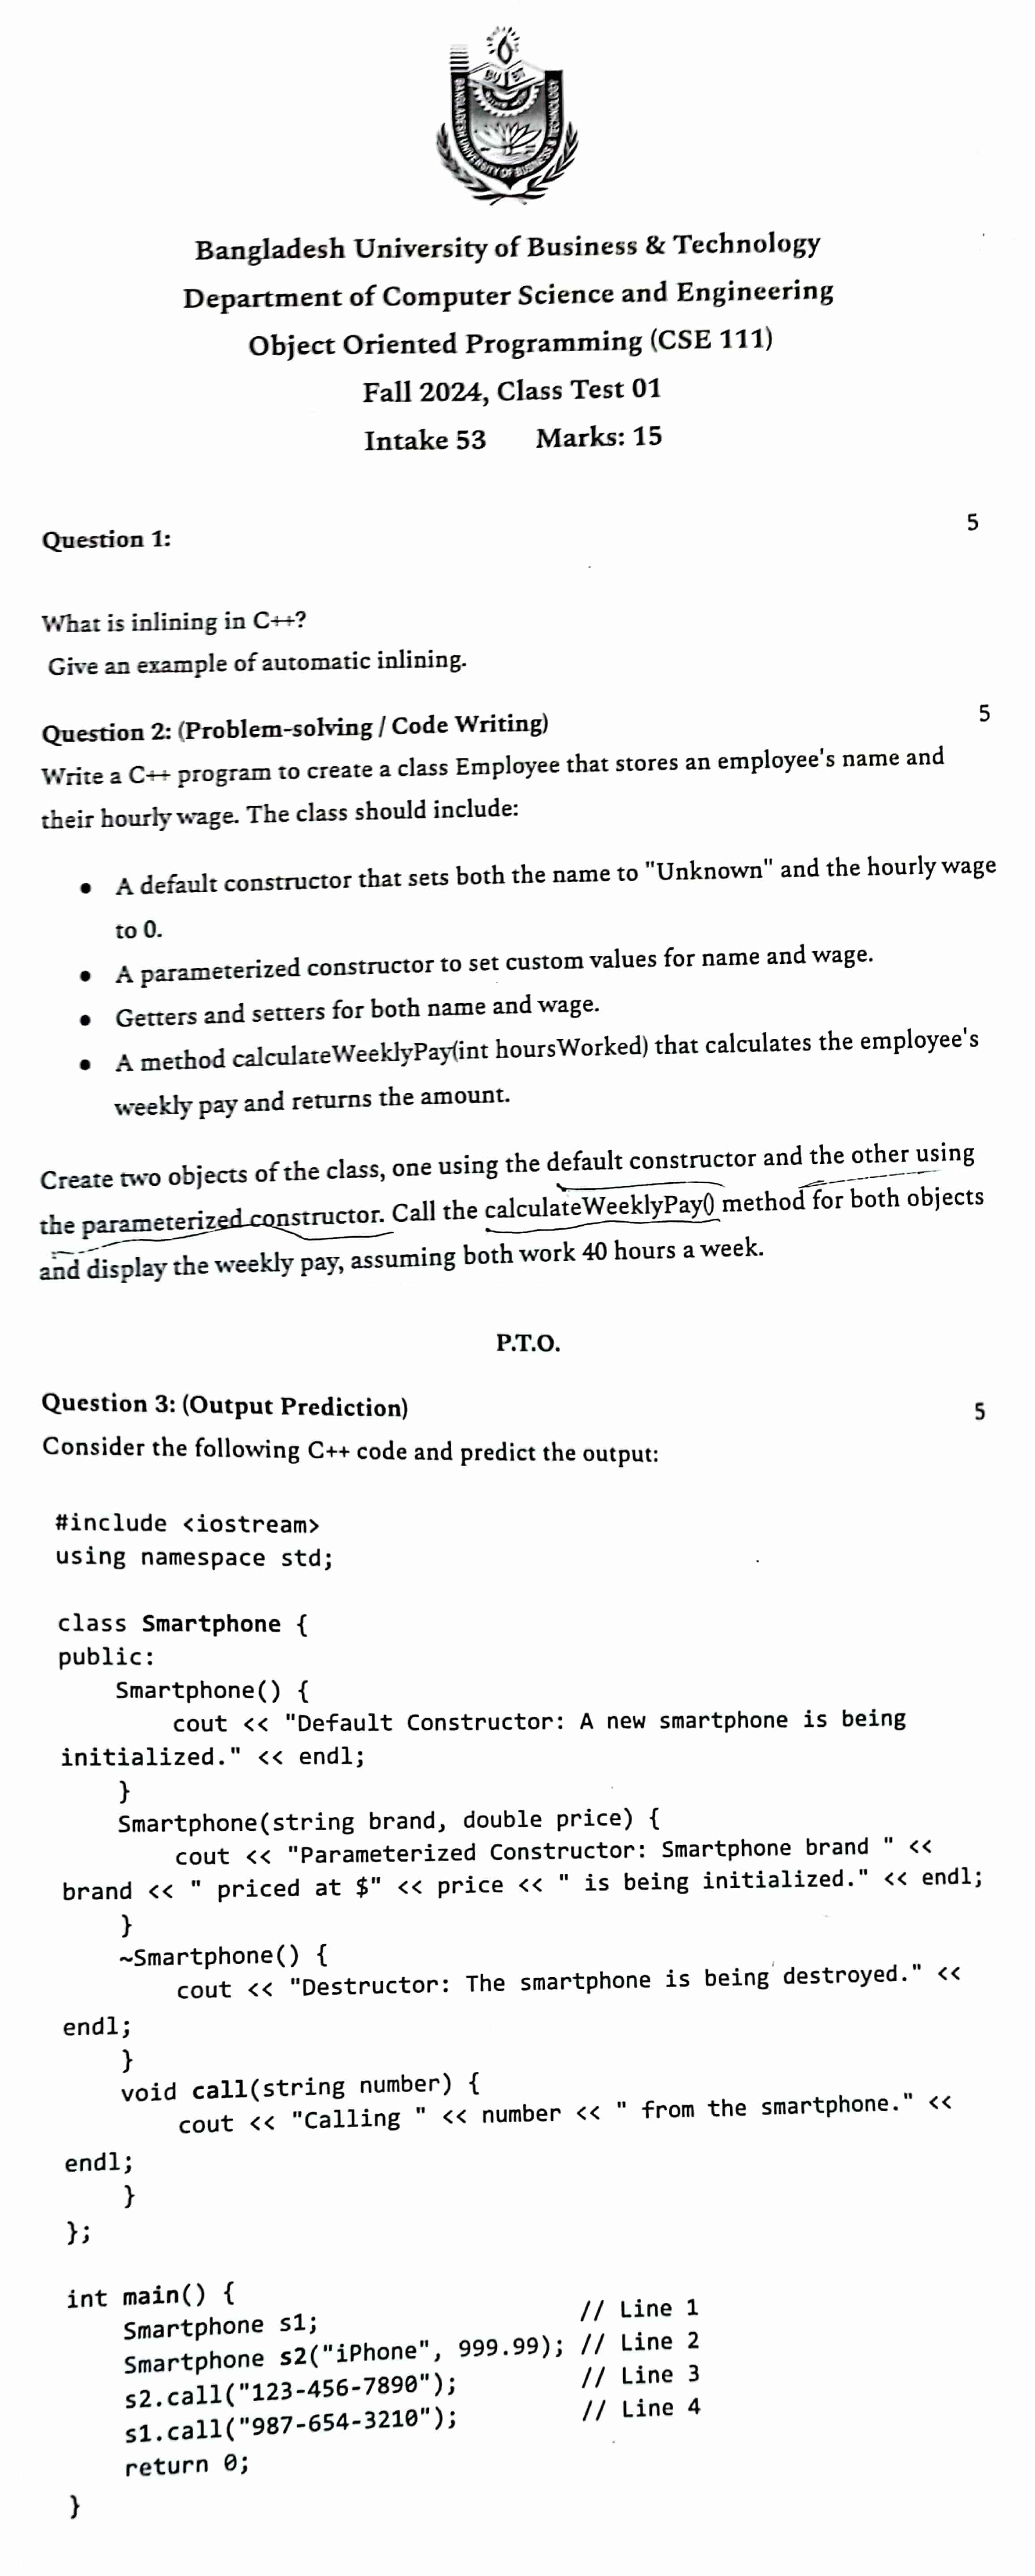 BUBT
BANGLADESH UNIVERSITY OF BUSINESS & TECHNOLOGY
Bangladesh University of Business & Technology
Department of Computer Science and Engineering
Object Oriented Programming (CSE 111)
Fall 2024, Class Test 01
Intake 53 Marks: 15
Question 1: 5
What is inlining in C++?
Give an example of automatic inlining.
Question 2: (Problem-solving / Code Writing) 5
Write a C++ program to create a class Employee that stores an employee's name and
their hourly wage. The class should include:
• A default constructor that sets both the name to "Unknown" and the hourly wage
to 0.
• A parameterized constructor to set custom values for name and wage.
• Getters and setters for both name and wage.
• A method calculateWeeklyPay(int hoursWorked) that calculates the employee's
weekly pay and returns the amount.
Create two objects of the class, one using the default constructor and the other using
the parameterized constructor. Call the calculateWeeklyPay() method for both objects
and display the weekly pay, assuming both work 40 hours a week.
P.T.O.
Question 3: (Output Prediction) 5
Consider the following C++ code and predict the output:
#include <iostream>
using namespace std;
class Smartphone {
public:
    Smartphone() {
        cout << "Default Constructor: A new smartphone is being
initialized." << endl;
    }
    Smartphone(string brand, double price) {
        cout << "Parameterized Constructor: Smartphone brand " <<
brand << " priced at $" << price << " is being initialized." << endl;
    }
    ~Smartphone() {
        cout << "Destructor: The smartphone is being destroyed." <<
endl;
    }
    void call(string number) {
        cout << "Calling " << number << " from the smartphone." <<
endl;
    }
};
int main() {
    Smartphone s1; // Line 1
    Smartphone s2("iPhone", 999.99); // Line 2
    s2.call("123-456-7890"); // Line 3
    s1.call("987-654-3210"); // Line 4
    return 0;
}